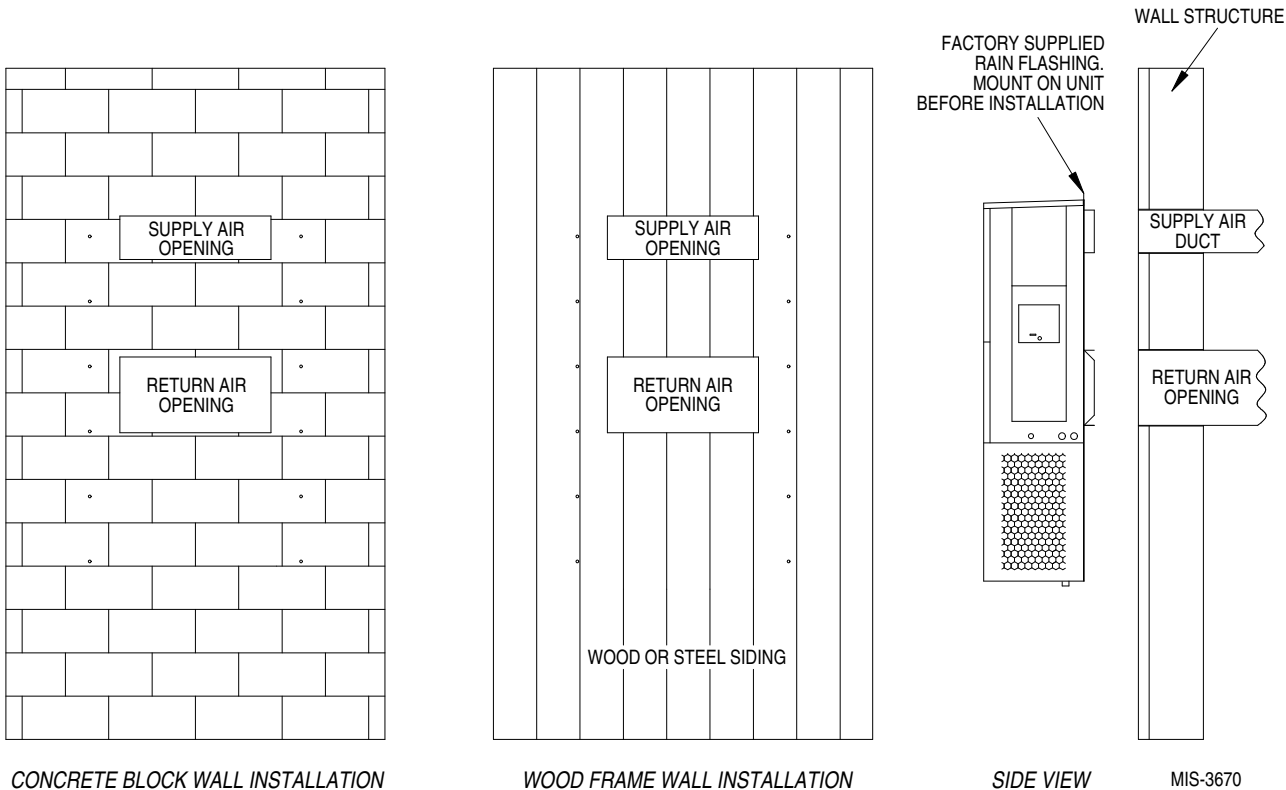 WALL STRUCTURE
FACTORY SUPPLIED
RAIN FLASHING.
MOUNT ON UNIT
BEFORE INSTALLATION
SUPPLY AIR
OPENING
RETURN AIR
OPENING
SUPPLY AIR
OPENING
RETURN AIR
OPENING
WOOD OR STEEL SIDING
SUPPLY AIR
DUCT
RETURN AIR
OPENING
CONCRETE BLOCK WALL INSTALLATION
WOOD FRAME WALL INSTALLATION
SIDE VIEW
MIS-3670